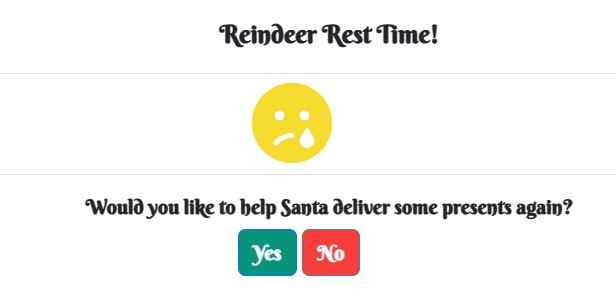 Reindeer Rest Time!
Would you like to help Santa deliver some presents again?
Yes No